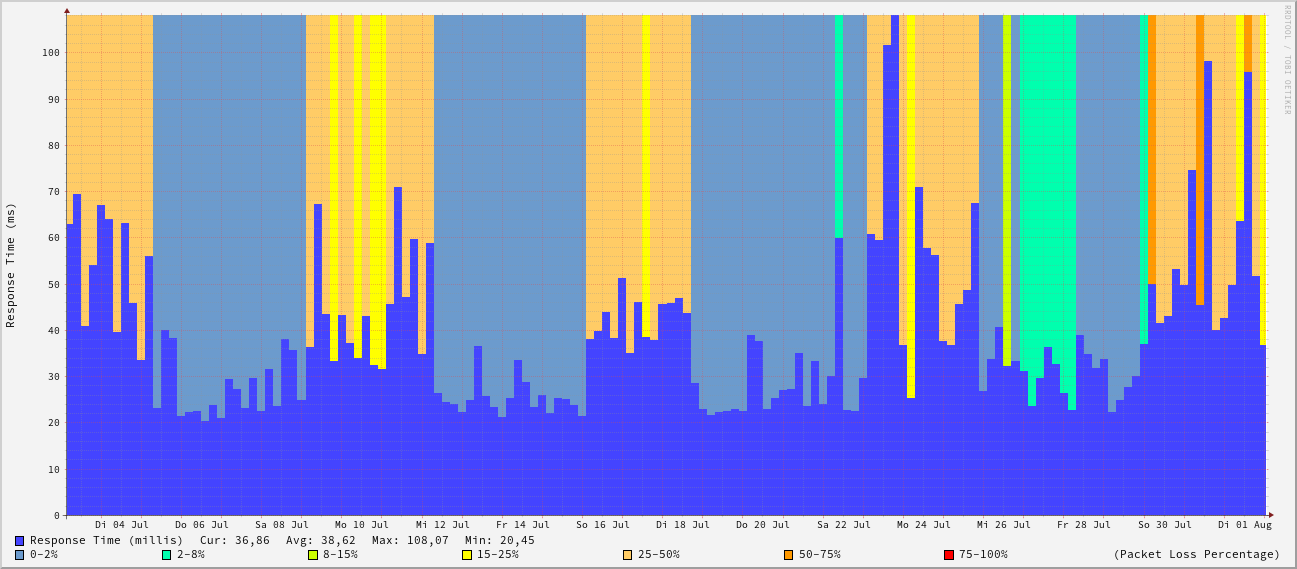 RRDTOOL / TOBI OETIKER
Response Time (ms)
100
90
80
70
60
50
40
30
20
10
0
Di 04 Jul Do 06 Jul Sa 08 Jul Mo 10 Jul Mi 12 Jul Fr 14 Jul So 16 Jul Di 18 Jul Do 20 Jul Sa 22 Jul Mo 24 Jul Mi 26 Jul Fr 28 Jul So 30 Jul Di 01 Aug
Response Time (millis) Cur: 36,86 Avg: 38,62 Max: 108,07 Min: 20,45
0-2% 2-8% 8-15% 15-25% 25-50% 50-75% 75-100% (Packet Loss Percentage)